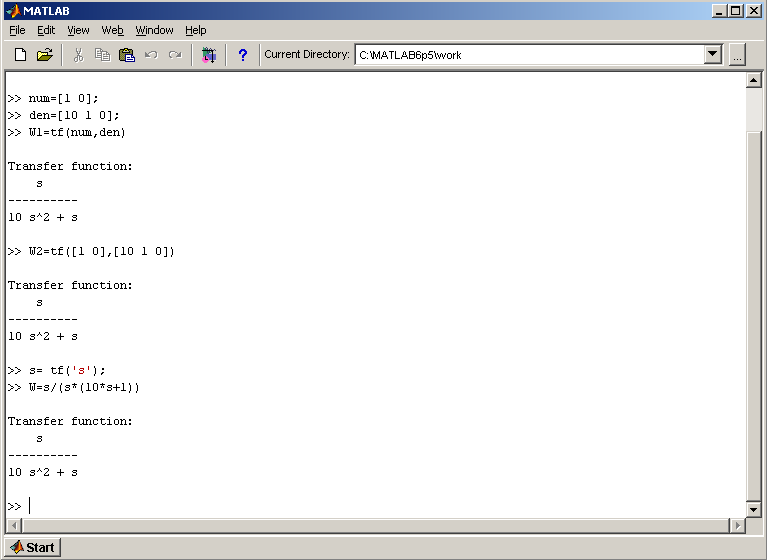 MATLAB
File Edit View Web Window Help
? Current Directory: C:\MATLAB6p5\work ...
>> num=[1 0];
>> den=[10 1 0];
>> W1=tf(num,den)
Transfer function:
s
----------
10 s^2 + s
>> W2=tf([1 0],[10 1 0])
Transfer function:
s
----------
10 s^2 + s
>> s= tf('s');
>> W=s/(s*(10*s+1))
Transfer function:
s
----------
10 s^2 + s
>>
Start